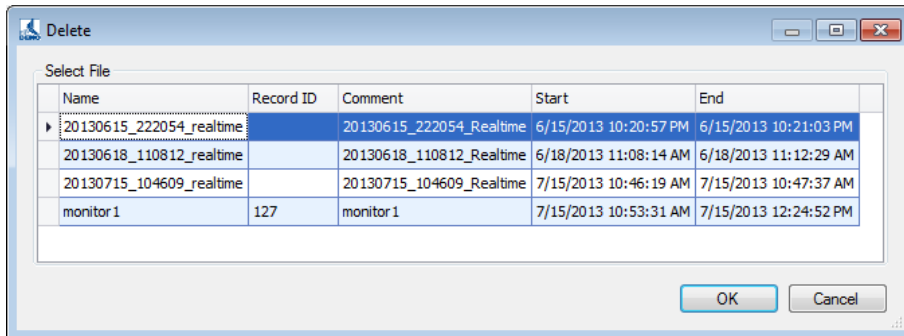 Delete
Select File
Name Record ID Comment Start End
20130615_222054_realtime 20130615_222054_Realtime 6/15/2013 10:20:57 PM 6/15/2013 10:21:03 PM
20130618_110812_realtime 20130618_110812_Realtime 6/18/2013 11:08:14 AM 6/18/2013 11:12:29 AM
20130715_104609_realtime 20130715_104609_Realtime 7/15/2013 10:46:19 AM 7/15/2013 10:47:37 AM
monitor1 127 monitor1 7/15/2013 10:53:31 AM 7/15/2013 12:24:52 PM
OK Cancel